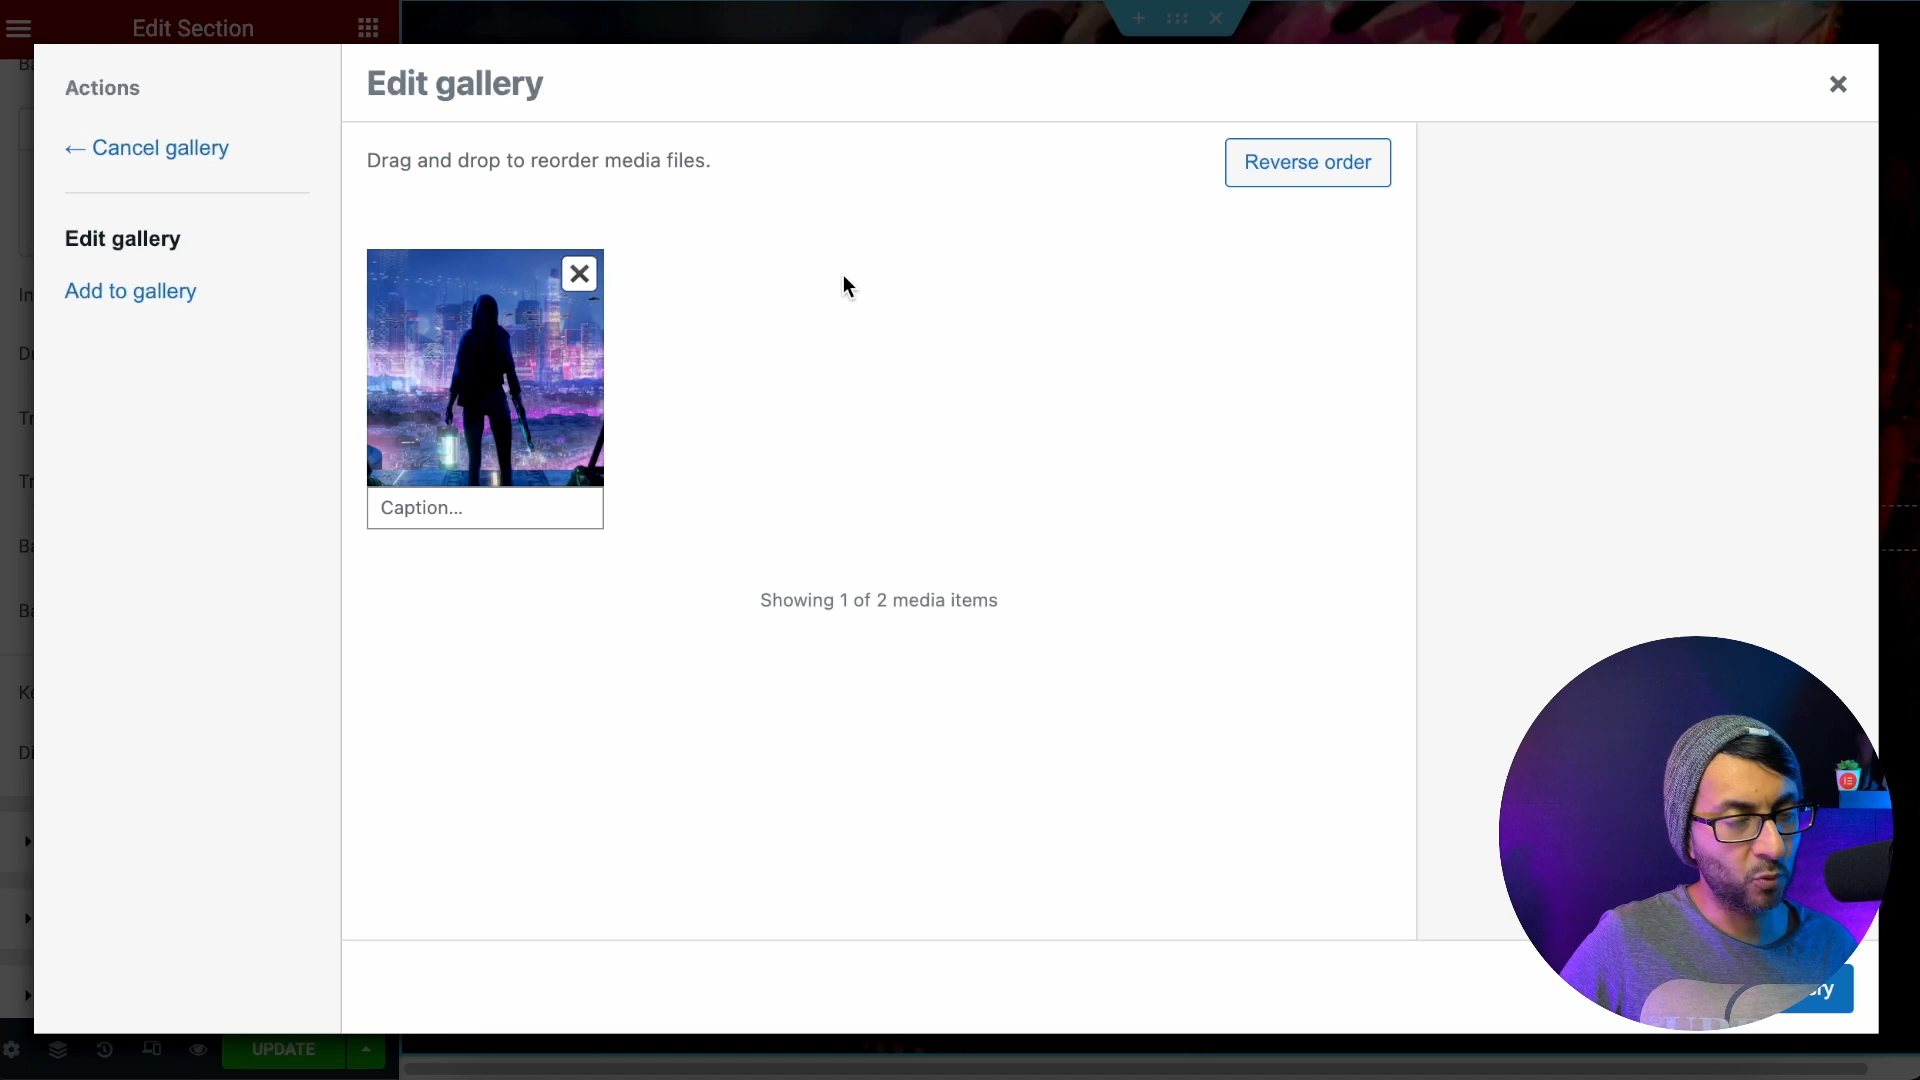 Edit Section
Actions
Edit gallery
← Cancel gallery
Drag and drop to reorder media files.
Reverse order
Edit gallery
Add to gallery
Caption...
Showing 1 of 2 media items
UPDATE